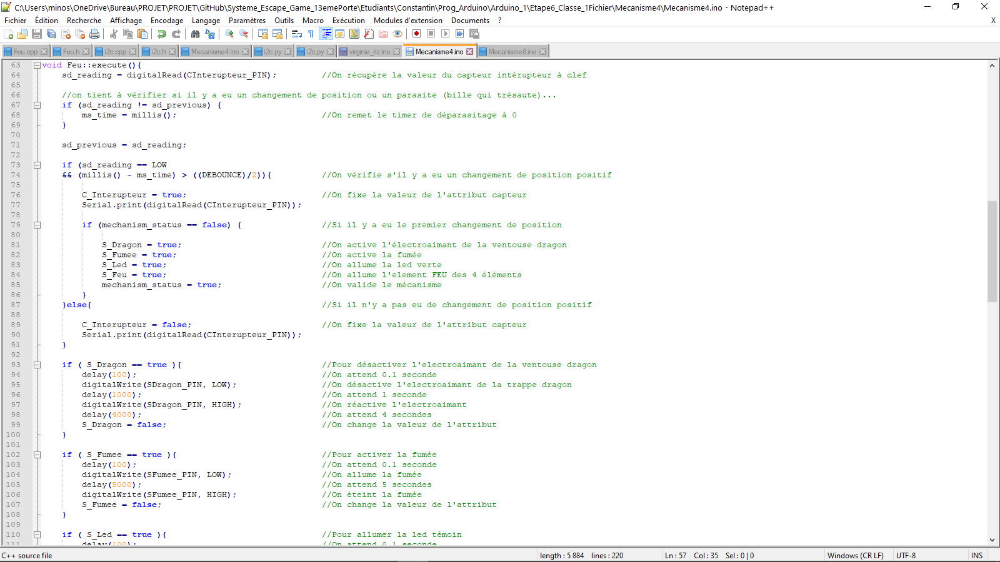 C:\Users\minos\OneDrive\Bureau\PROJET\PROJET\GitHub\Systeme_Escape_Game_13emePorte\Etudiants\Constantin\Prog_Arduino\Arduino_1\Etape6_Classe_1Fichier\Mecanisme4\Mecanisme4.ino - Notepad++
Fichier Édition Recherche Affichage Encodage Langage Paramètres Outils Macro Exécution Modules d'extension Documents ? X
Feu.cpp Feu.h i2c.cpp i2c.h Mecanisme4.ino i2c.py i2c.py virginie_riz.ino Mecanisme4.ino Mecanisme8.ino
63 void Feu::execute(){
64 sd_reading = digitalRead(CInterupteur_PIN); //On récupère la valeur du capteur intérupteur à clef
65
66 //on tient à vérifier si il y a eu un changement de position ou un parasite (bille qui trésaute)...
67 if (sd_reading != sd_previous) {
68 ms_time = millis(); //On remet le timer de déparasitage à 0
69 }
70
71 sd_previous = sd_reading;
72
73 if (sd_reading == LOW
74 && (millis() - ms_time) > ((DEBOUNCE)/2)){ //On vérifie s'il y a eu un changement de position positif
75
76 C_Interupteur = true; //On fixe la valeur de l'attribut capteur
77 Serial.print(digitalRead(CInterupteur_PIN));
78
79 if (mechanism_status == false) { //Si il y a eu le premier changement de position
80
81 S_Dragon = true; //On active l'électroaimant de la ventouse dragon
82 S_Fumee = true; //On active la fumée
83 S_Led = true; //On allume la led verte
84 S_Feu = true; //On allume l'element FEU des 4 éléments
85 mechanism_status = true; //On valide le mécanisme
86 }
87 }else{ //Si il n'y a pas eu de changement de position positif
88
89 C_Interupteur = false; //On fixe la valeur de l'attribut capteur
90 Serial.print(digitalRead(CInterupteur_PIN));
91 }
92
93 if ( S_Dragon == true ){ //Pour désactiver l'electroaimant de la ventouse dragon
94 delay(100); //On attend 0.1 seconde
95 digitalWrite(SDragon_PIN, LOW); //On désactive l'electroaimant de la trappe dragon
96 delay(1000); //On attend 1 seconde
97 digitalWrite(SDragon_PIN, HIGH); //On réactive l'electroaimant
98 delay(4000); //On attend 4 secondes
99 S_Dragon = false; //On change la valeur de l'attribut
100 }
101
102 if ( S_Fumee == true ){ //Pour activer la fumée
103 delay(100); //On attend 0.1 seconde
104 digitalWrite(SFumee_PIN, LOW); //On allume la fumée
105 delay(5000); //On attend 5 secondes
106 digitalWrite(SFumee_PIN, HIGH); //On éteint la fumée
107 S_Fumee = false; //On change la valeur de l'attribut
108 }
109
110 if ( S_Led == true ){ //Pour allumer la led témoin
111 delay(100); //On attend 0.1 seconde
C++ source file length : 5 884 lines : 220 Ln : 57 Col : 35 Sel : 0 | 0 Windows (CR LF) UTF-8 INS